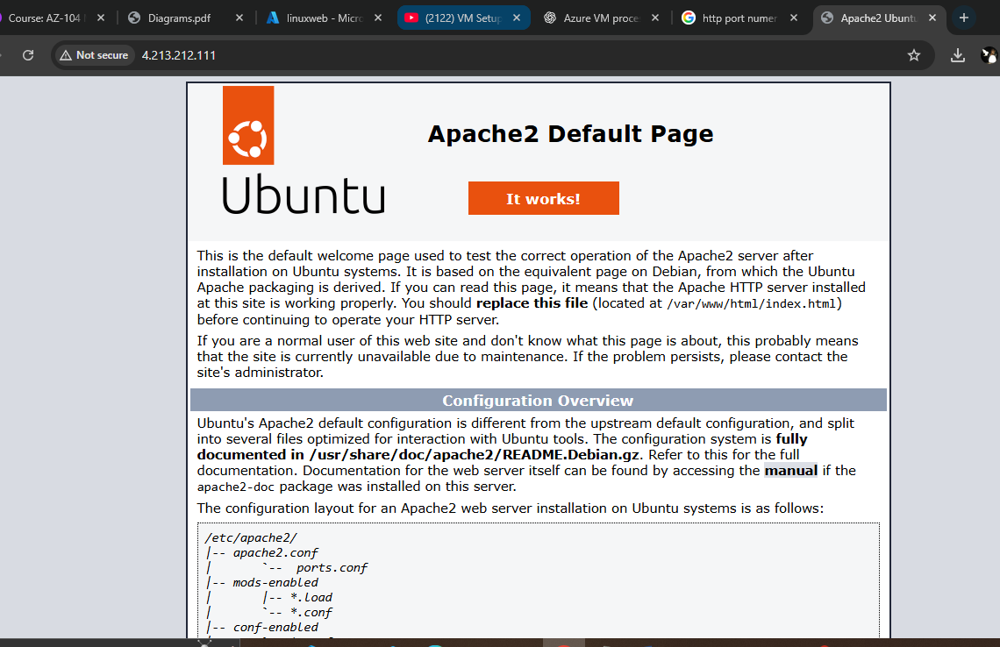 Course: AZ-104
Diagrams.pdf
linuxweb - Micro
(2122) VM Setup
Azure VM proce
http port numer
Apache2 Ubuntu
Not secure
4.213.212.111
Ubuntu
Apache2 Default Page
It works!
This is the default welcome page used to test the correct operation of the Apache2 server after
installation on Ubuntu systems. It is based on the equivalent page on Debian, from which the Ubuntu
Apache packaging is derived. If you can read this page, it means that the Apache HTTP server installed
at this site is working properly. You should replace this file (located at /var/www/html/index.html)
before continuing to operate your HTTP server.
If you are a normal user of this web site and don't know what this page is about, this probably means
that the site is currently unavailable due to maintenance. If the problem persists, please contact the
site's administrator.
Configuration Overview
Ubuntu's Apache2 default configuration is different from the upstream default configuration, and split
into several files optimized for interaction with Ubuntu tools. The configuration system is fully
documented in /usr/share/doc/apache2/README.Debian.gz. Refer to this for the full
documentation. Documentation for the web server itself can be found by accessing the manual if the
apache2-doc package was installed on this server.
The configuration layout for an Apache2 web server installation on Ubuntu systems is as follows:
/etc/apache2/
|-- apache2.conf
|       `--  ports.conf
|-- mods-enabled
|       |-- *.load
|       `-- *.conf
|-- conf-enabled